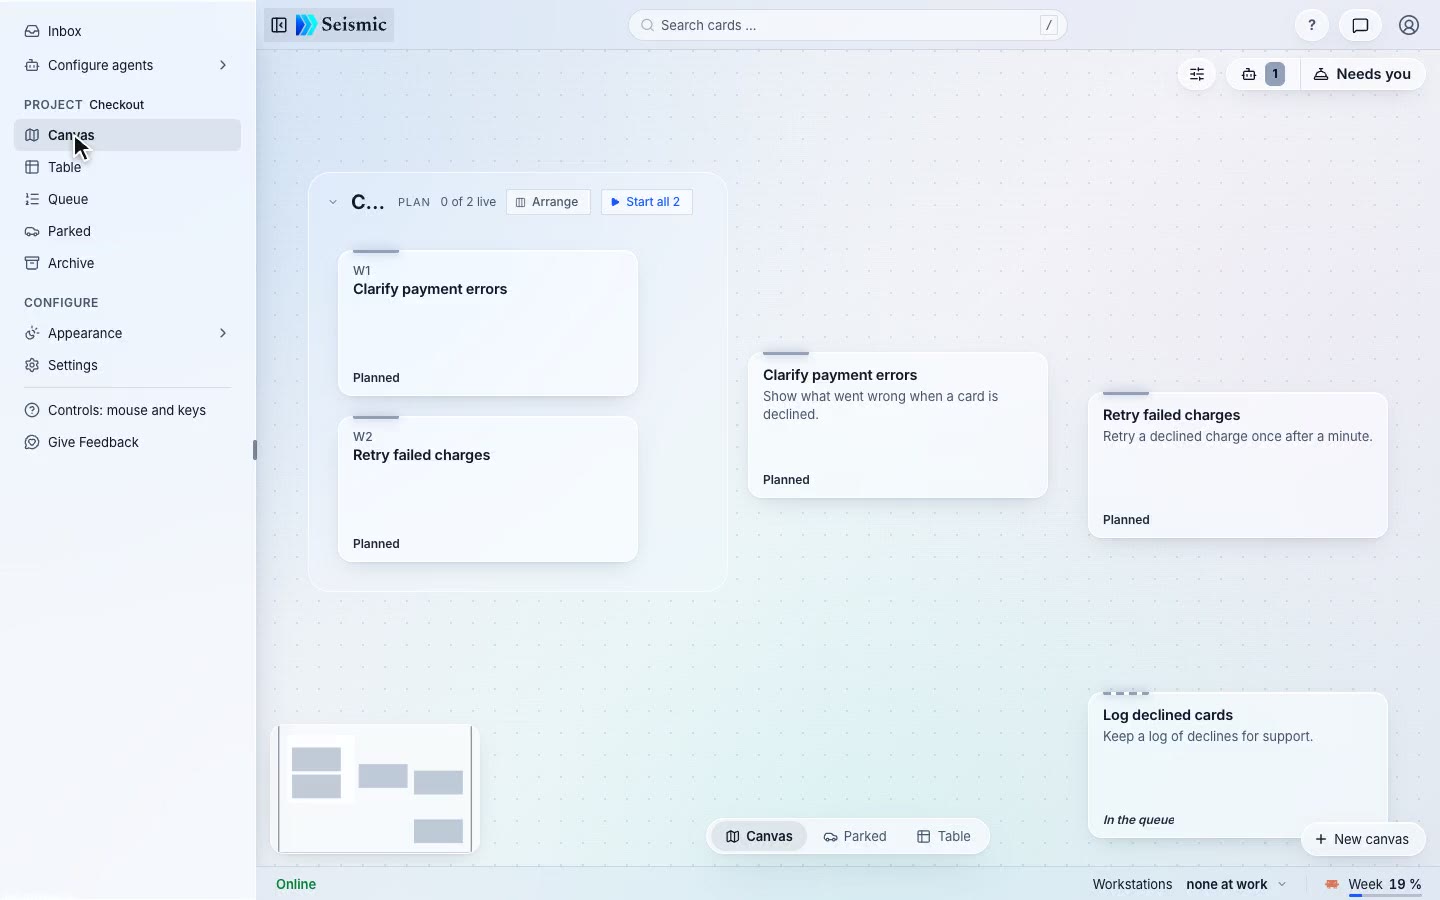 Inbox
Configure agents
PROJECT Checkout
Canvas
Table
Queue
Parked
Archive
CONFIGURE
Appearance
Settings
Controls: mouse and keys
Give Feedback
Seismic
Search cards ...
/
?
1
Needs you
C...
PLAN
0 of 2 live
Arrange
Start all 2
W1
Clarify payment errors
Planned
W2
Retry failed charges
Planned
Clarify payment errors
Show what went wrong when a card is
declined.
Planned
Retry failed charges
Retry a declined charge once after a minute.
Planned
Log declined cards
Keep a log of declines for support.
In the queue
Canvas
Parked
Table
+ New canvas
Online
Workstations none at work
Week 19 %